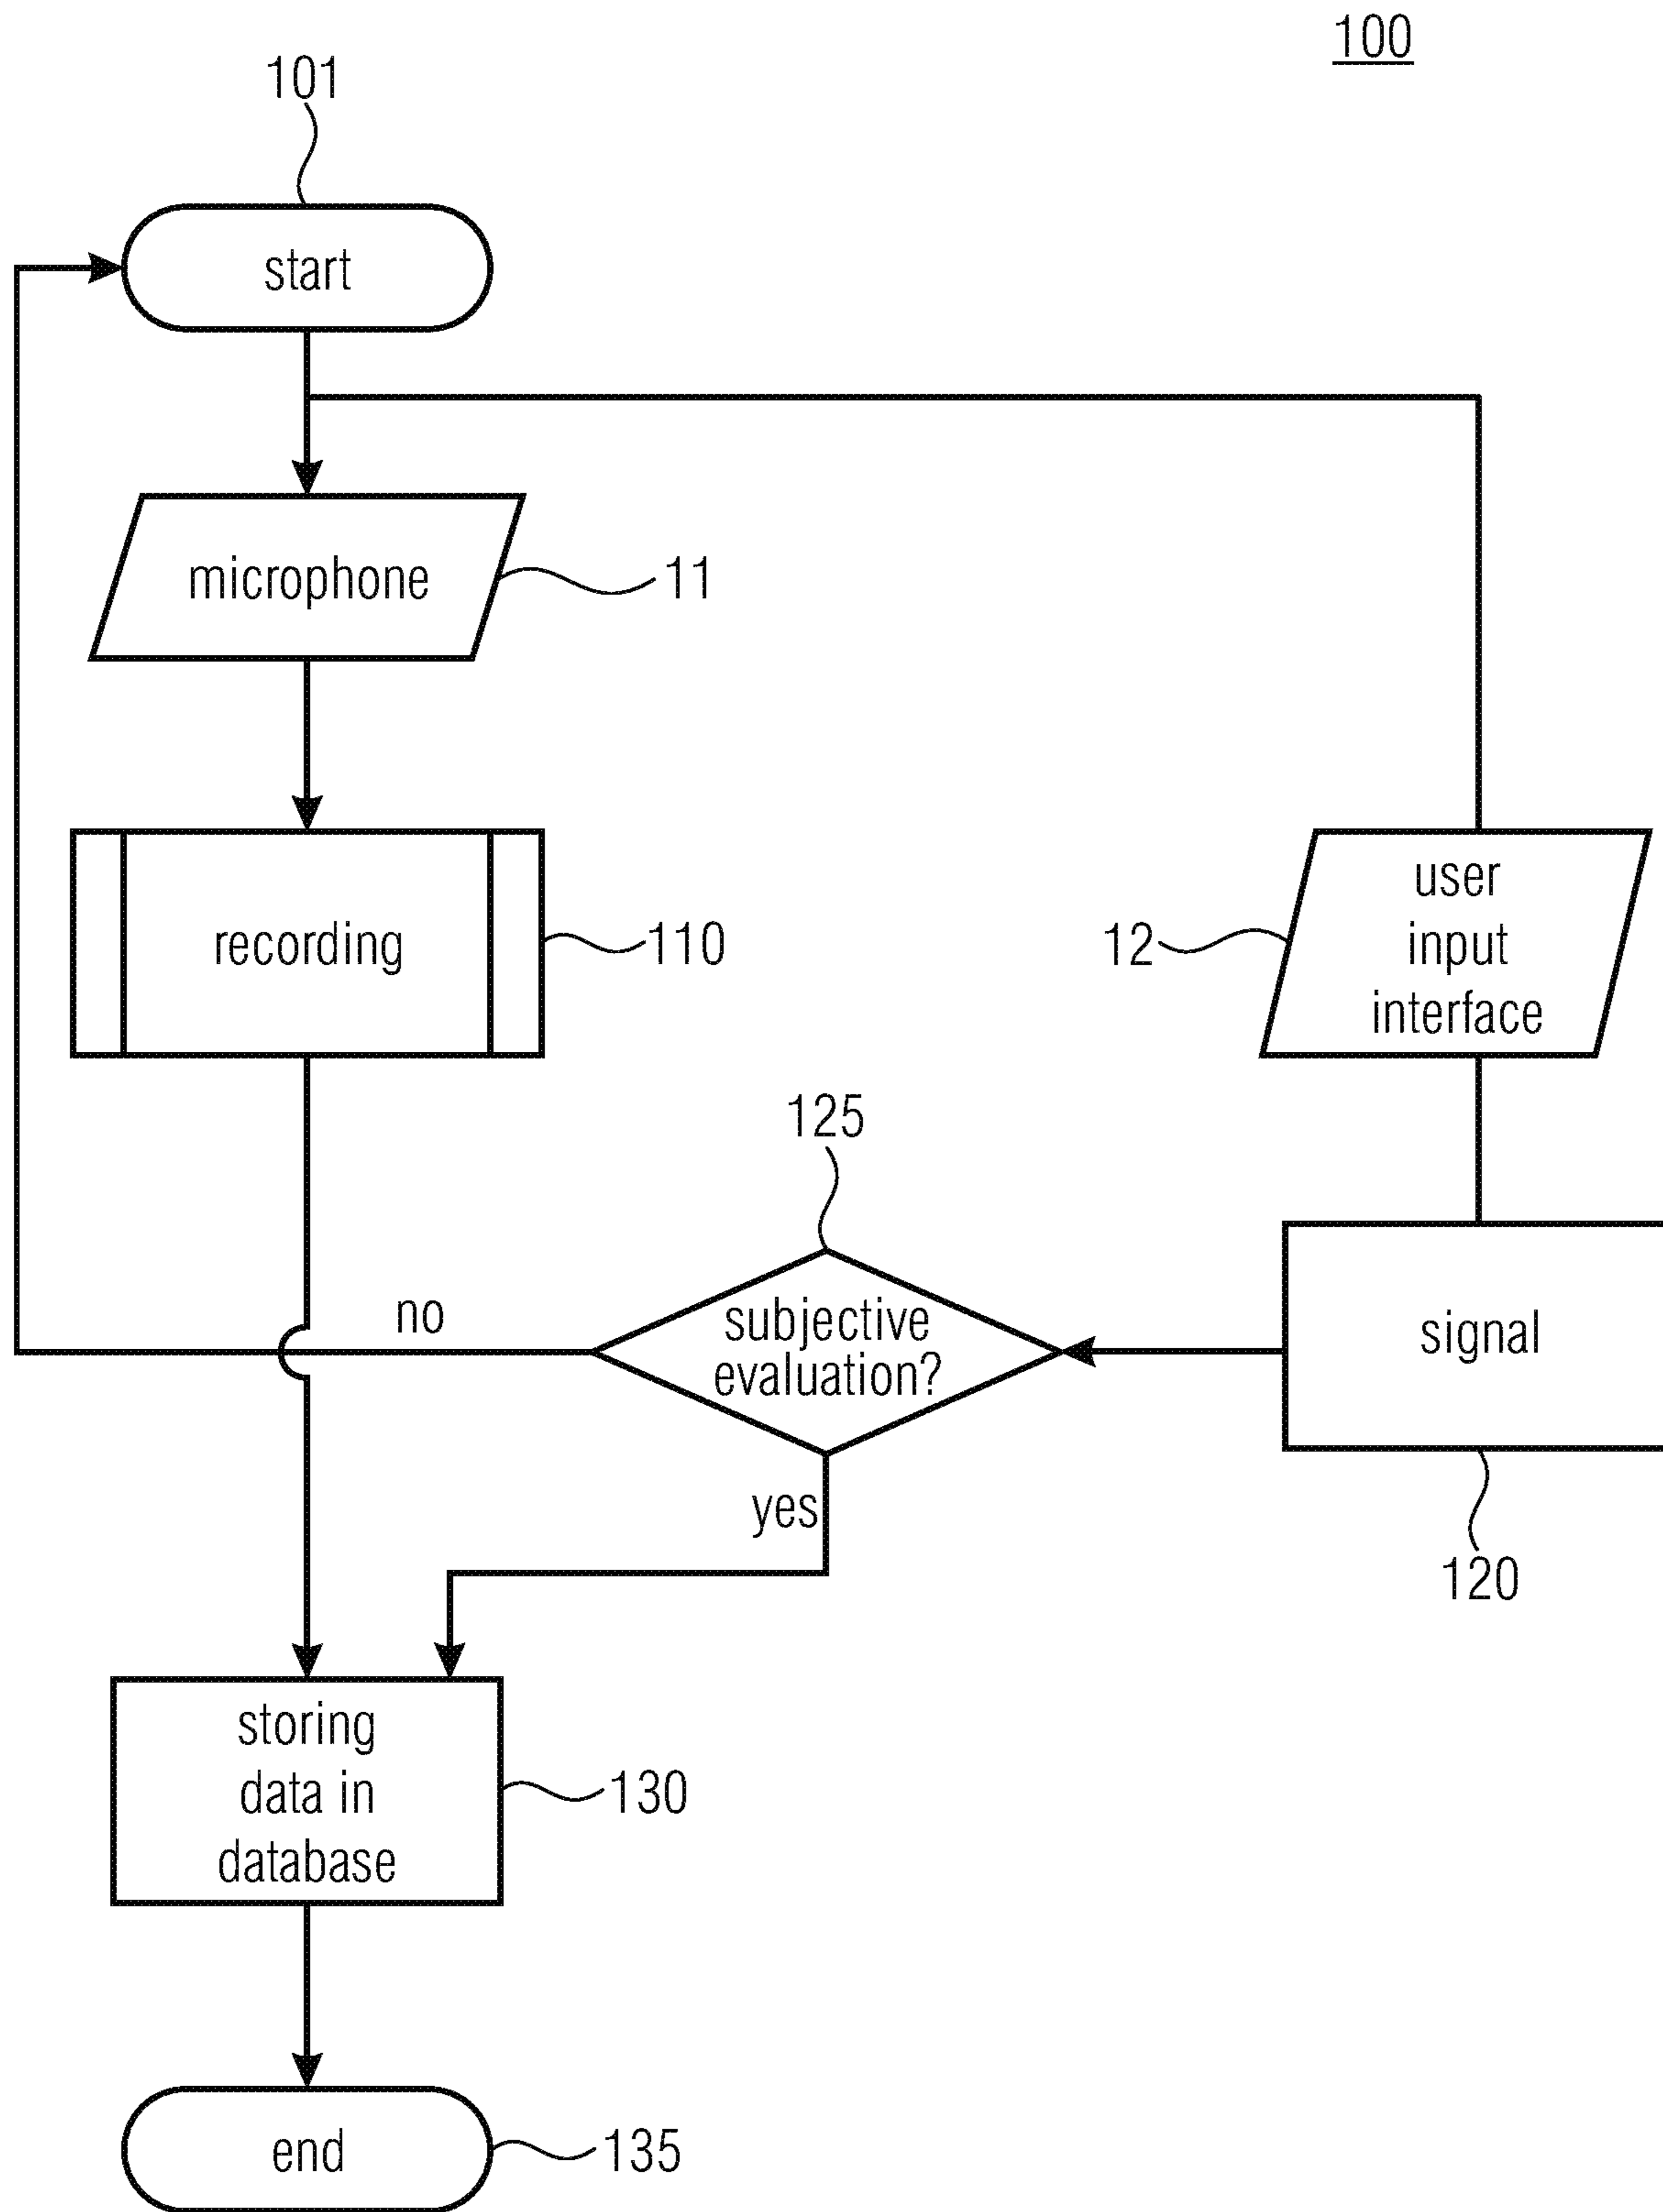 100
101
start
microphone
11
recording
110
user
input
interface
12
125
subjective
evaluation?
no
yes
signal
120
storing
data in
database
130
end
135